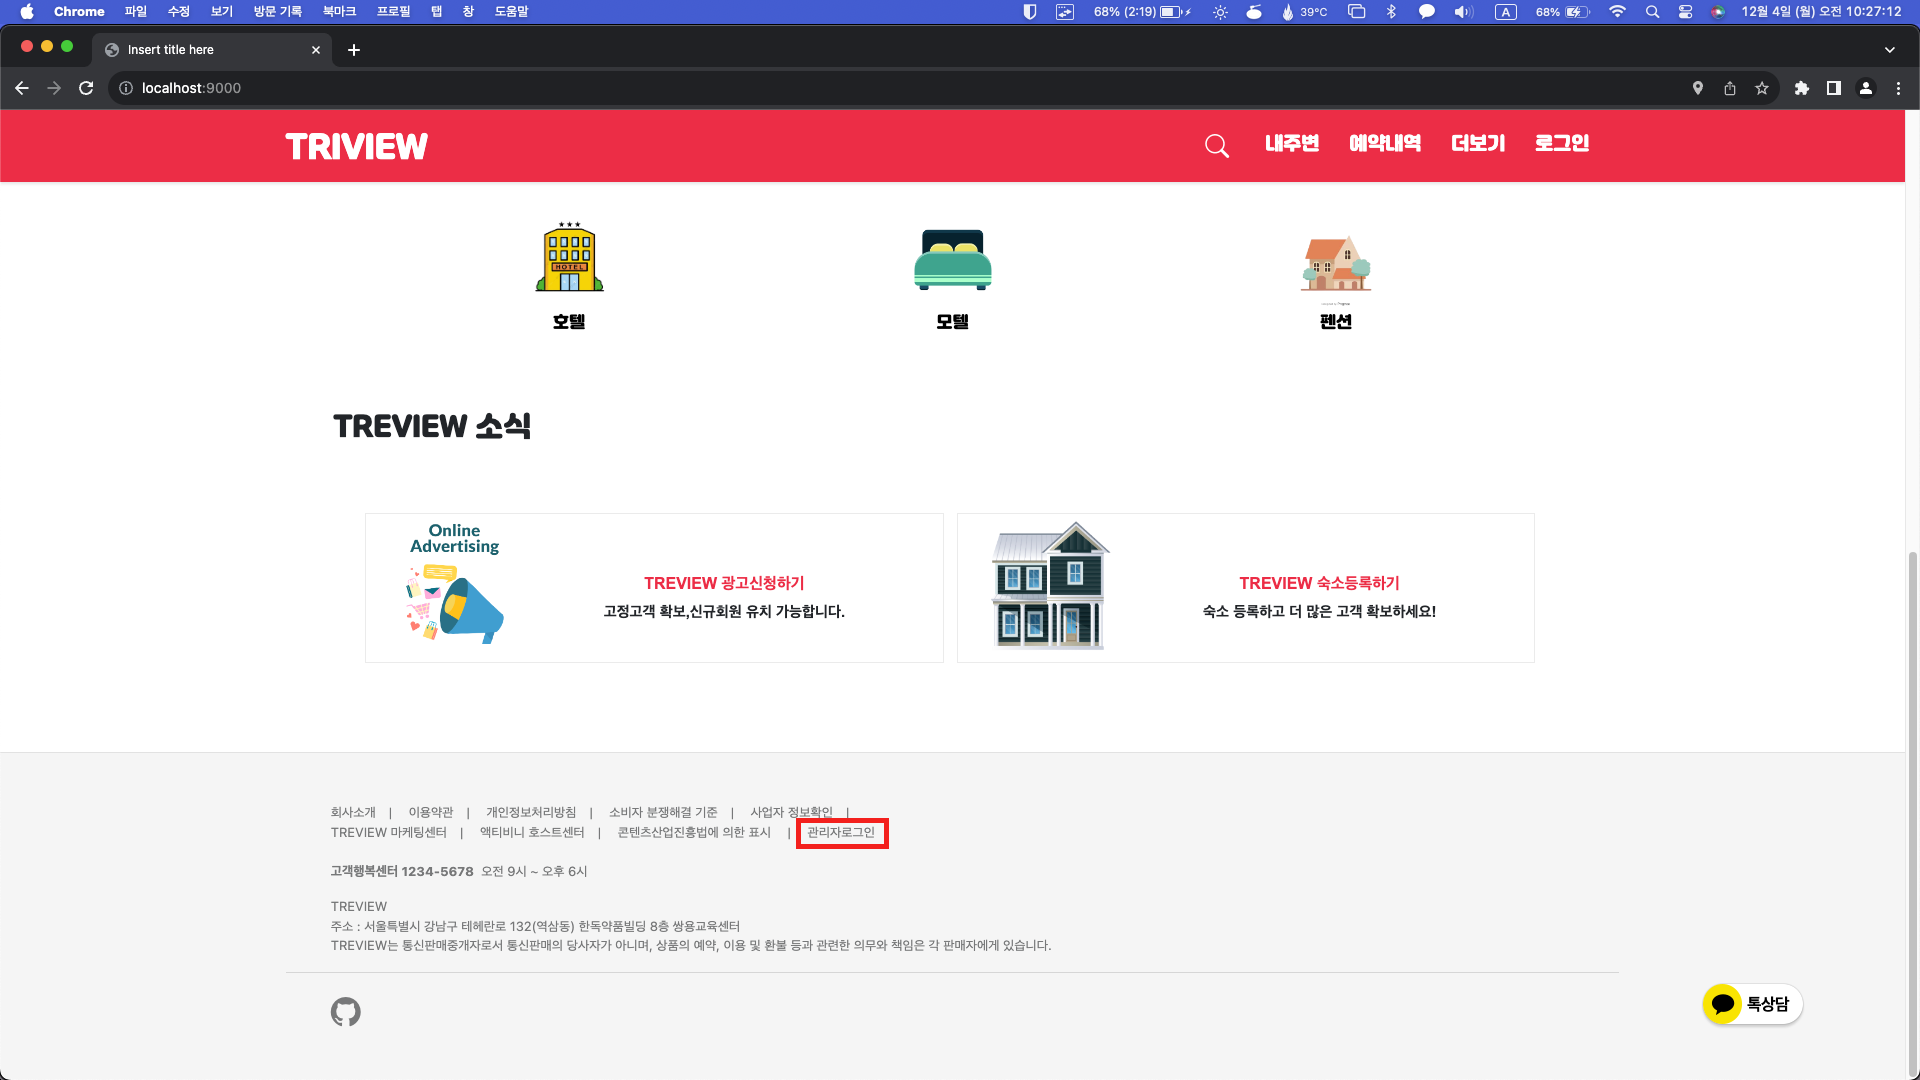 Chrome 파일 수정 보기 방문 기록 북마크 프로필 탭 창 도움말 68% (2:19) 39°C A 68% 12월 4일 (월) 오전 10:27:12
Insert title here
localhost:9000
TRIVIEW 내주변 예약내역 더보기 로그인
HOTEL
호텔 모텔 펜션
TREVIEW 소식
Online
Advertising
TREVIEW 광고신청하기
고정고객 확보,신규회원 유치 가능합니다.
TREVIEW 숙소등록하기
숙소 등록하고 더 많은 고객 확보하세요!
회사소개 | 이용약관 | 개인정보처리방침 | 소비자 분쟁해결 기준 | 사업자 정보확인 |
TREVIEW 마케팅센터 | 액티비니 호스트센터 | 콘텐츠산업진흥법에 의한 표시 | 관리자로그인
고객행복센터 1234-5678 오전 9시 ~ 오후 6시
TREVIEW
주소 : 서울특별시 강남구 테헤란로 132(역삼동) 한독약품빌딩 8층 쌍용교육센터
TREVIEW는 통신판매중개자로서 통신판매의 당사자가 아니며, 상품의 예약, 이용 및 환불 등과 관련한 의무와 책임은 각 판매자에게 있습니다.
톡상담